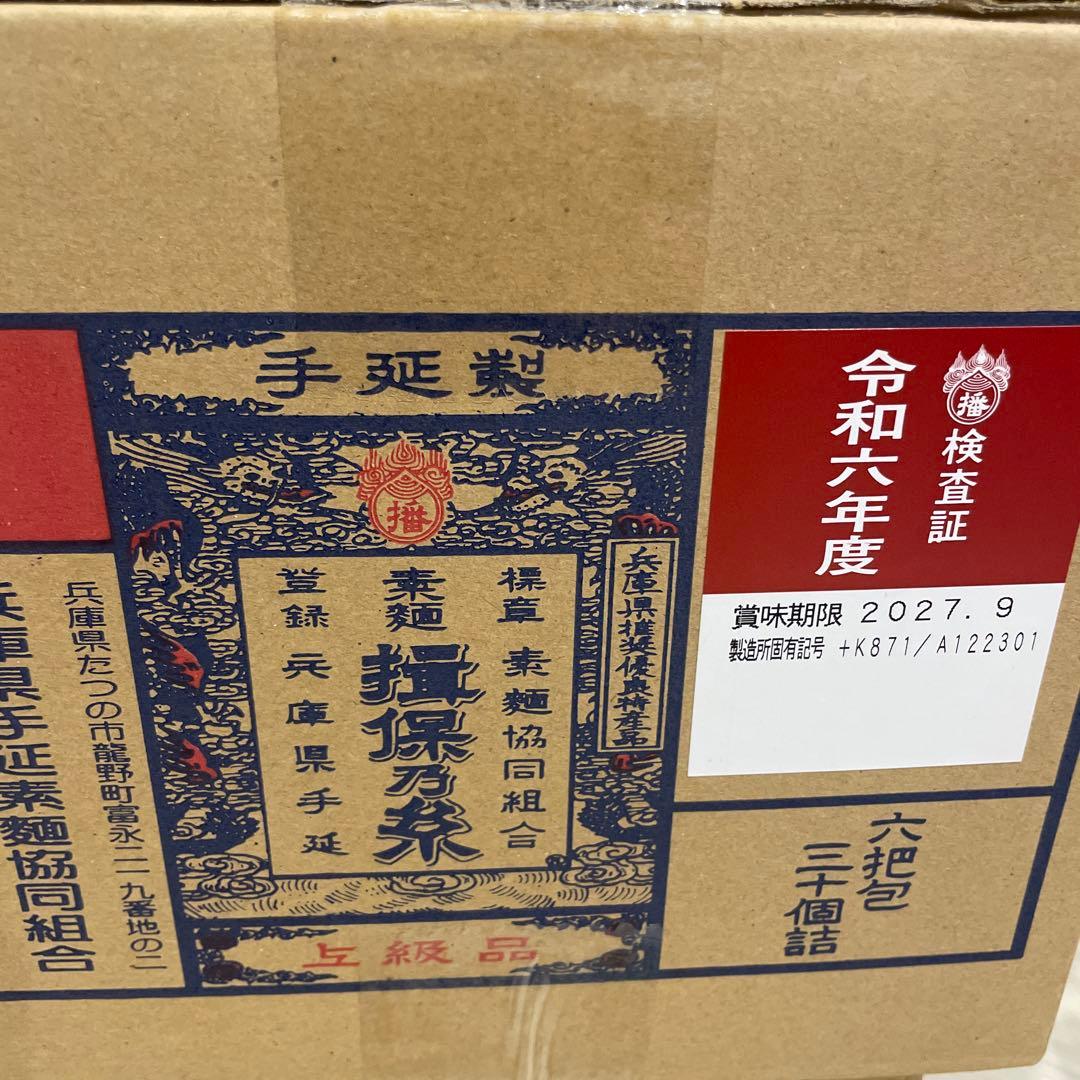 手延製
播
標章 素麺協同組合
素麺 揖保乃糸
登録 兵庫県手延
兵庫県推奨優良特産品
上級品
播 検査証
令和六年度
賞味期限 2027. 9
製造所固有記号 +K871/A122301
六把包
三十個詰
兵庫県たつの市龍野町富永二一九番地の二
兵庫県手延素麺協同組合